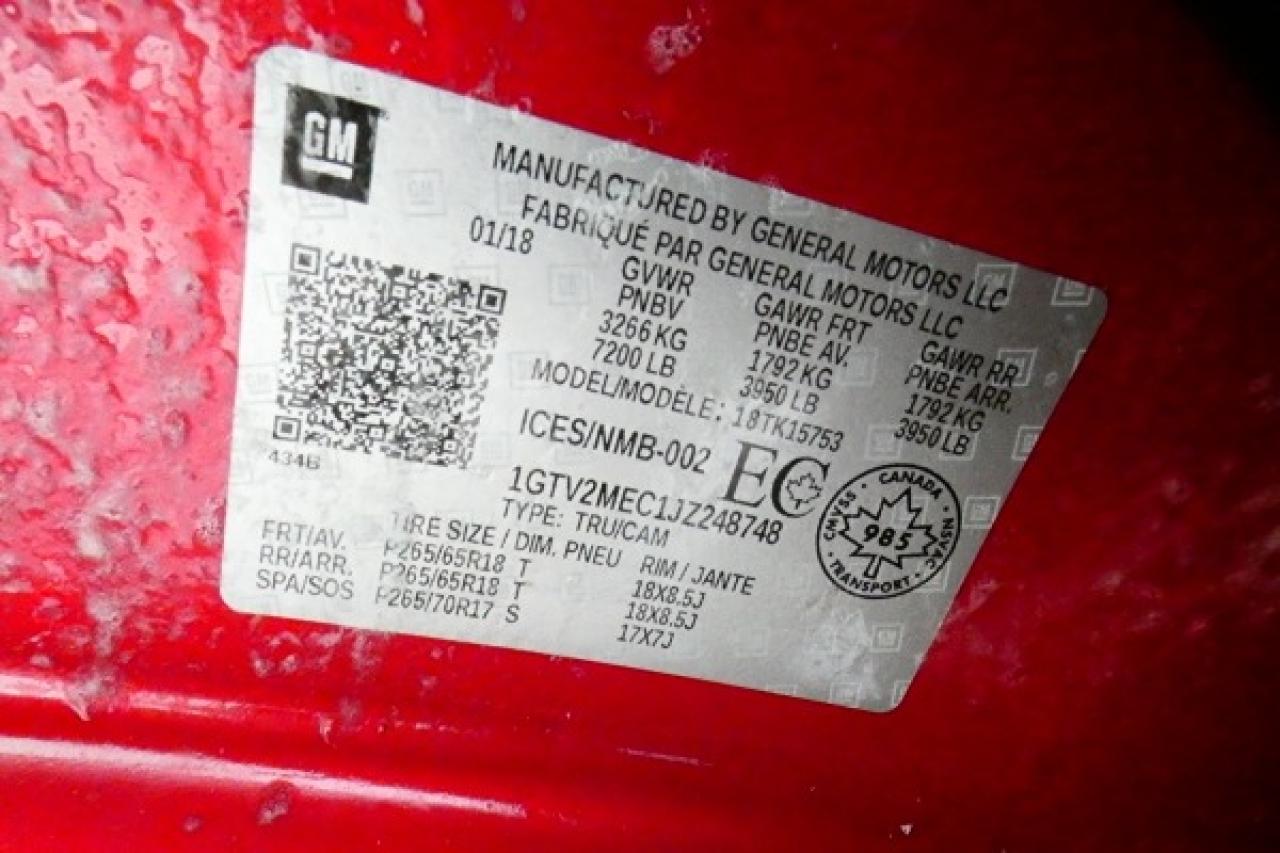 GM
MANUFACTURED BY GENERAL MOTORS LLC
FABRIQUÉ PAR GENERAL MOTORS LLC
01/18
GVWR GAWR FRT GAWR RR
PNBV PNBE AV. PNBE ARR.
3266 KG 1792 KG 1792 KG
7200 LB 3950 LB 3950 LB
MODEL/MODÈLE: 18TK15753
434B
ICES/NMB-002 EC
1GTV2MEC1JZ248748
TYPE: TRU/CAM
CANADA
CMVSS NSVAC
985
TRANSPORT
TIRE SIZE / DIM. PNEU RIM / JANTE
FRT/AV. P265/65R18 T 18X8.5J
RR/ARR. P265/65R18 T 18X8.5J
SPA/SOS P265/70R17 S 17X7J